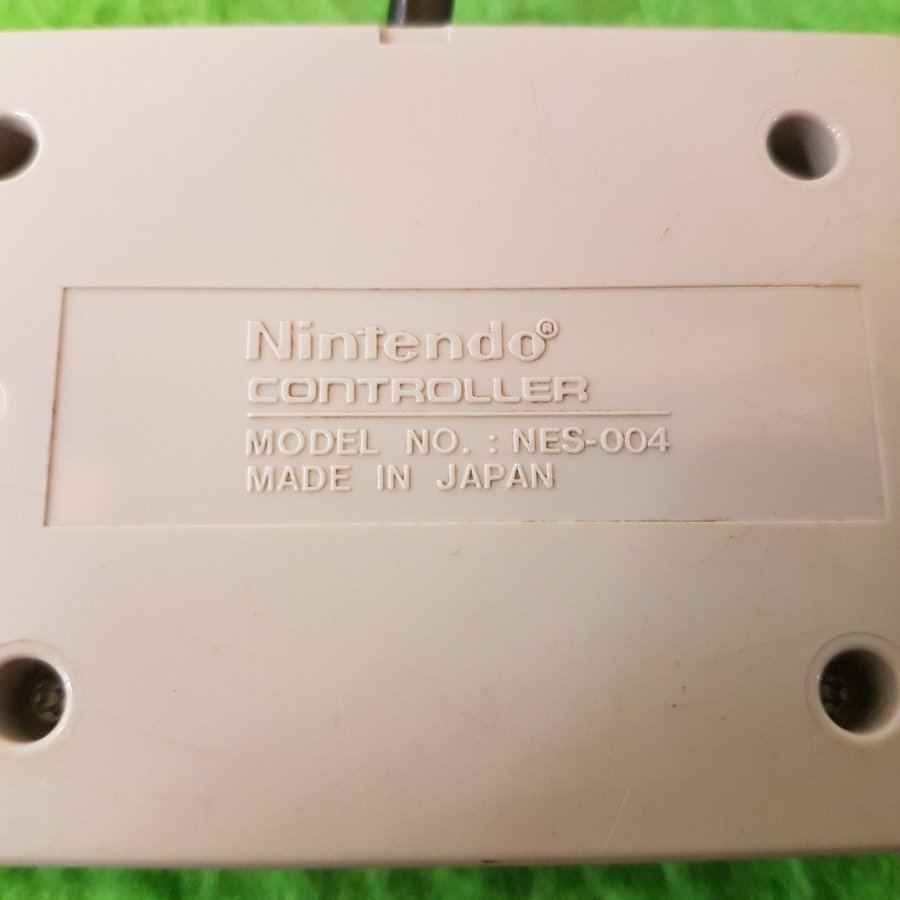 Nintendo®
CONTROLLER
MODEL NO. : NES-004
MADE IN JAPAN